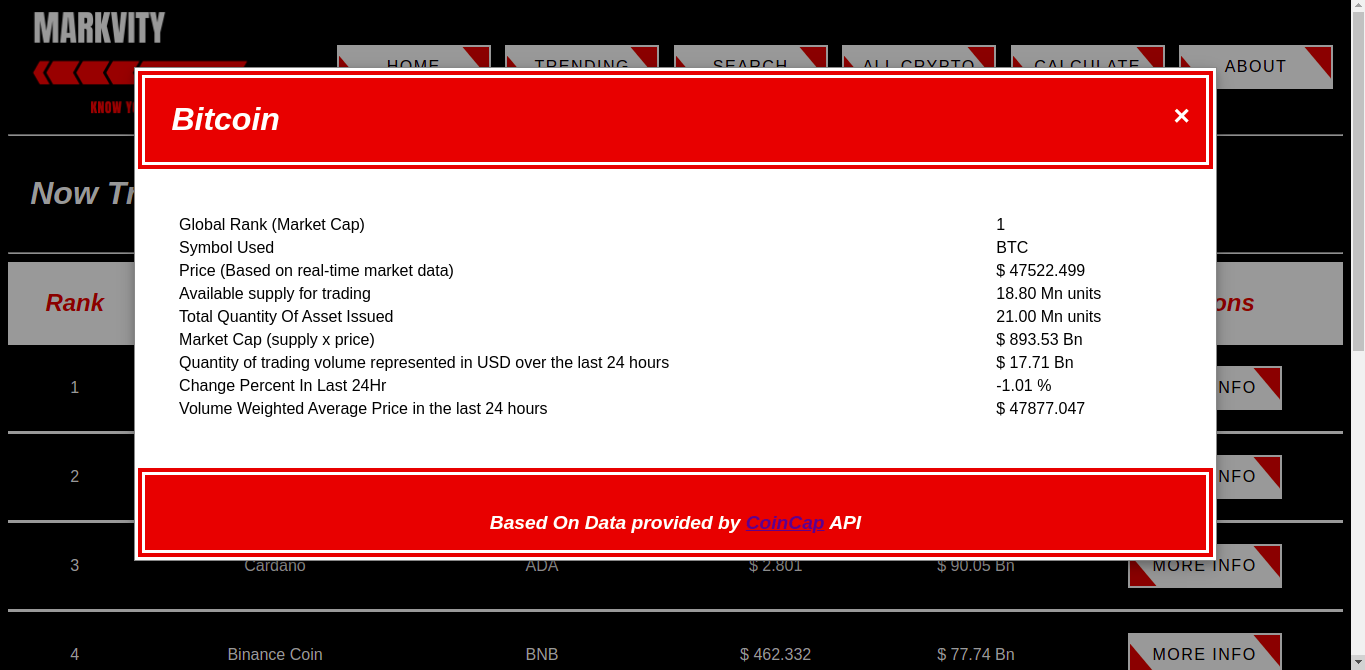 MARKVITY
HOME TRENDING SEARCH ALL CRYPTO CALCULATE ABOUT
KNOW
Bitcoin ×
Now
Global Rank (Market Cap) 1
Symbol Used BTC
Price (Based on real-time market data) $ 47522.499
Available supply for trading 18.80 Mn units
Total Quantity Of Asset Issued 21.00 Mn units
Market Cap (supply x price) $ 893.53 Bn
Quantity of trading volume represented in USD over the last 24 hours $ 17.71 Bn
Change Percent In Last 24Hr -1.01 %
Volume Weighted Average Price in the last 24 hours $ 47877.047
Rank
1 INFO
2 INFO
Based On Data provided by CoinCap API
3 Cardano ADA $ 2.801 $ 90.05 Bn MORE INFO
4 Binance Coin BNB $ 462.332 $ 77.74 Bn MORE INFO